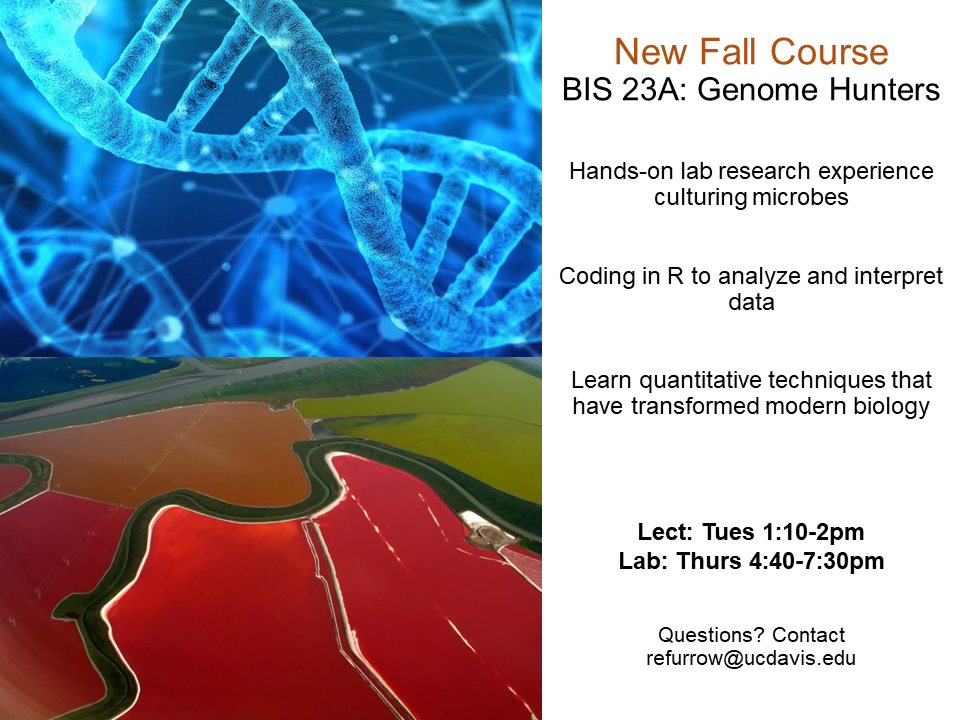 New Fall Course
BIS 23A: Genome Hunters
Hands-on lab research experience
culturing microbes
Coding in R to analyze and interpret
data
Learn quantitative techniques that
have transformed modern biology
Lect: Tues 1:10-2pm
Lab: Thurs 4:40-7:30pm
Questions? Contact
refurrow@ucdavis.edu